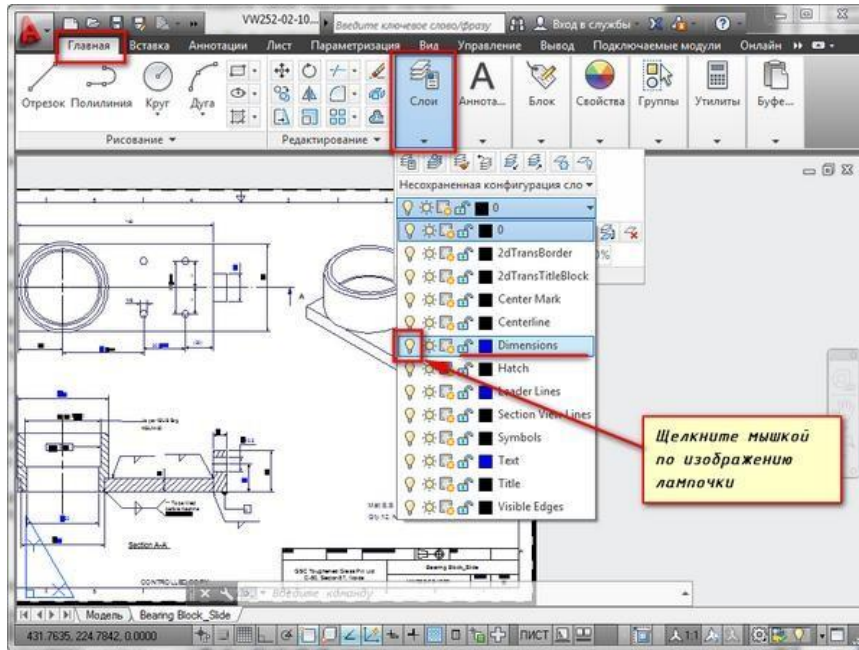 VW252-02-10...
Введите ключевое слово/фразу
Вход в службы
Главная Вставка Аннотации Лист Параметризация Вид Управление Вывод Подключаемые модули Онлайн
Отрезок Полилиния Круг Дуга
Слои Аннота... Блок Свойства Группы Утилиты Буфе...
Рисование Редактирование
Несохраненная конфигурация сло
0
0
2dTransBorder
2dTransTitleBlock
Center Mark
Centerline
Dimensions
Hatch
Leader Lines
Section View Lines
Symbols
Text
Title
Visible Edges
Щелкните мышкой
по изображению
лампочки
A
Section A-A
Bearing Block_Slide
CONTROLLED COPY
Введите команду
Модель Bearing Block_Slide
431.7635, 224.7842, 0.0000
ЛИСТ
1:1